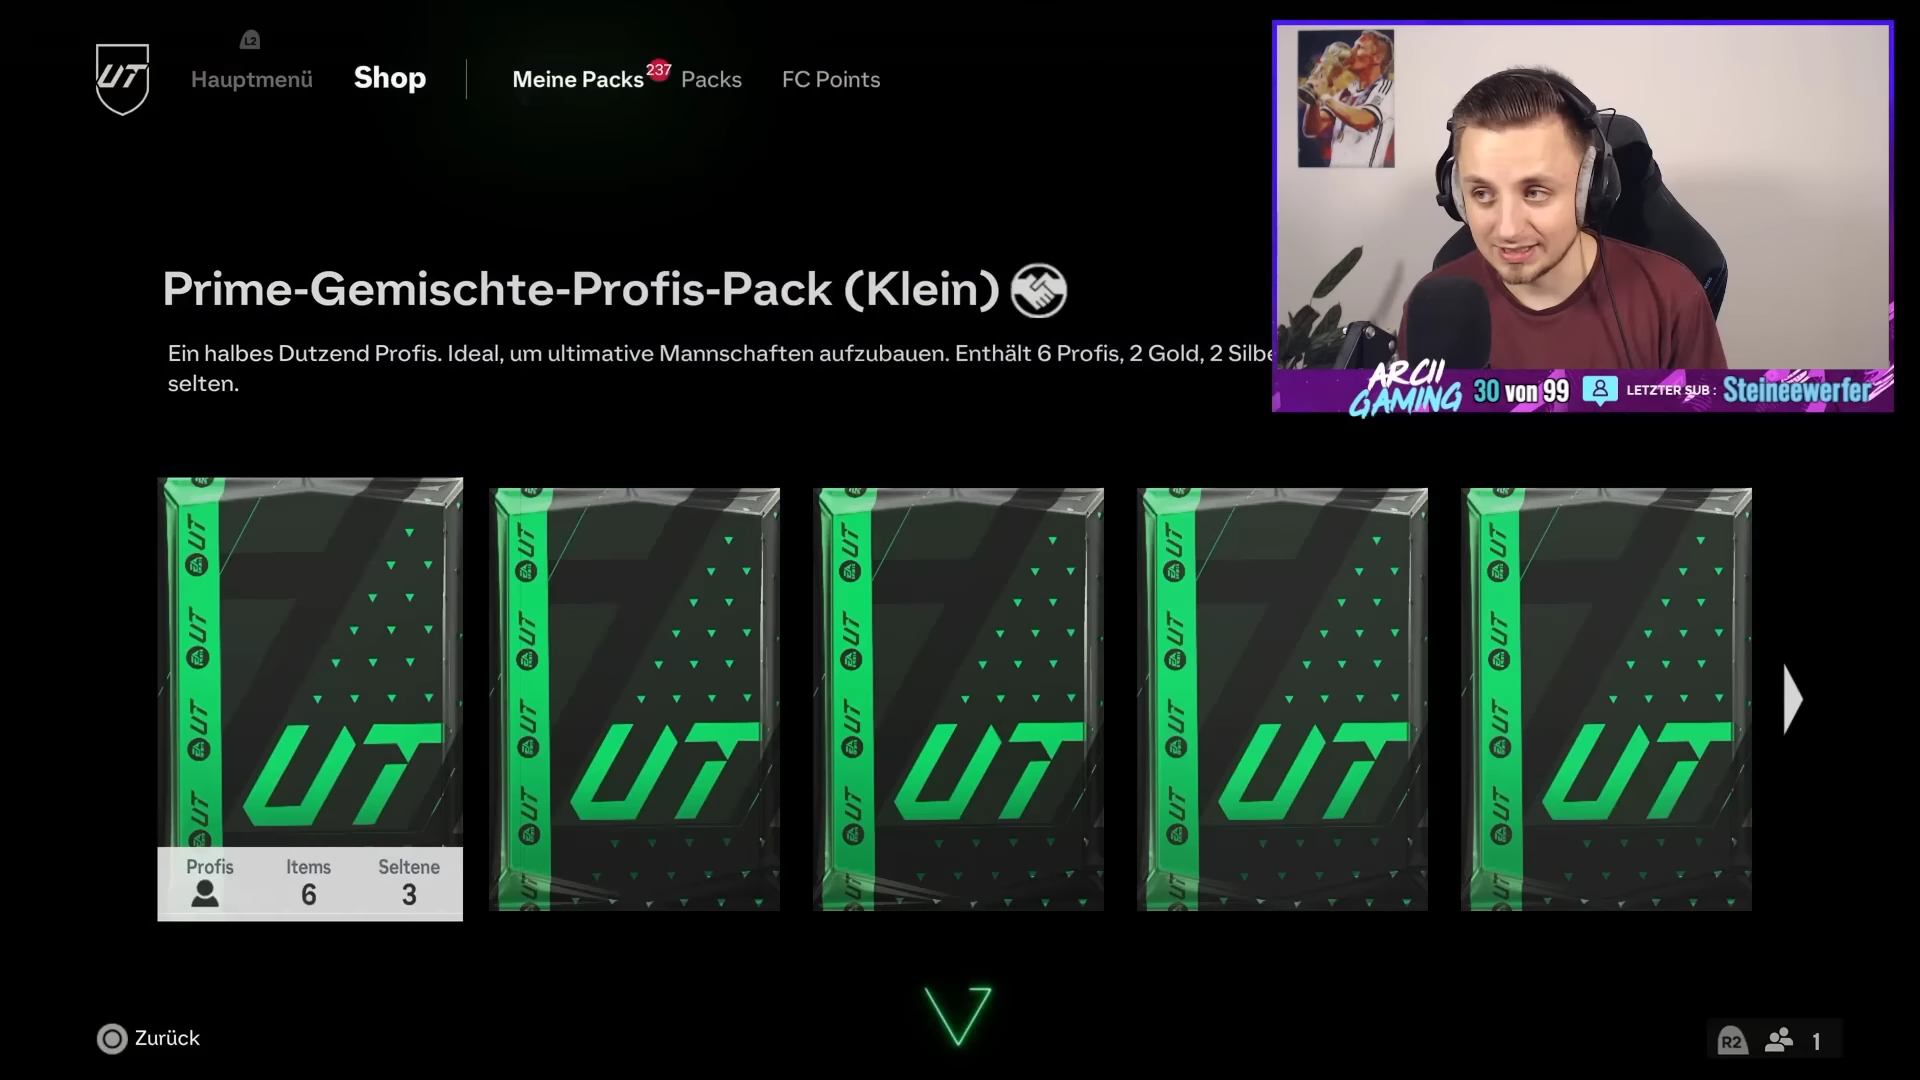 L2
UT Hauptmenü Shop Meine Packs 237 Packs FC Points
Prime-Gemischte-Profis-Pack (Klein)
Ein halbes Dutzend Profis. Ideal, um ultimative Mannschaften aufzubauen. Enthält 6 Profis, 2 Gold, 2 Silbe
selten.
ARCII
GAMING
30 von 99
LETZTER SUB : Steineewerfer
UT UT UT UT UT
Profis Items Seltene
6 3
Zurück
R2 1